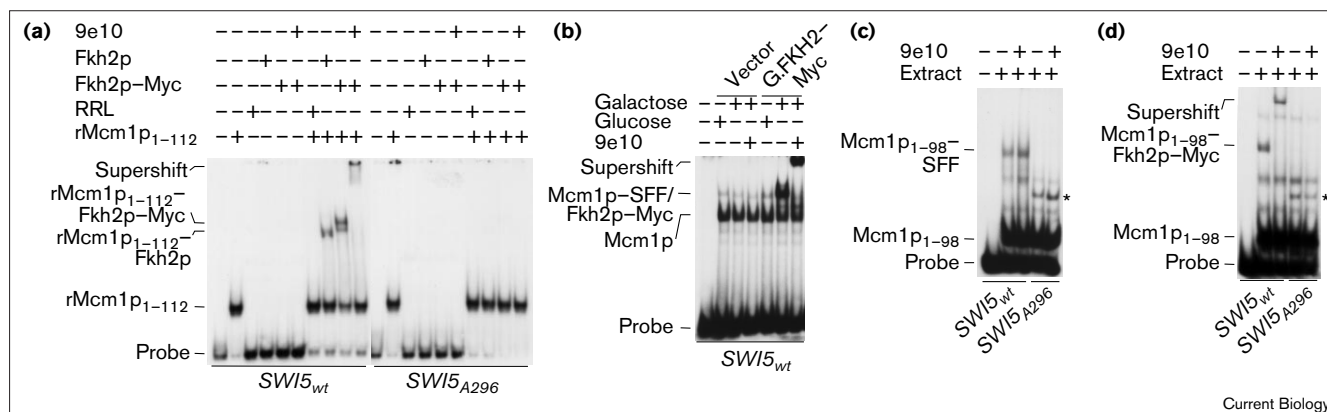 (a)
9e10 −−−−−+−−−+ −−−−−+−−−+
Fkh2p −−−+−−−+−− −−−+−−−+−−
Fkh2p–Myc −−−−++−−++ −−−−++−−++
RRL −−+−−−+−−− −−+−−−+−−−
rMcm1p1–112 −+−−−−++++ −+−−−−++++
Supershift
rMcm1p1–112–
Fkh2p–Myc
rMcm1p1–112–
Fkh2p
rMcm1p1–112
Probe
SWI5wt SWI5A296
(b)
Vector
G.FKH2–
Myc
Galactose −−++−++
Glucose −+−−+−−
9e10 −−−+−−+
Supershift
Mcm1p–SFF/
Fkh2p–Myc
Mcm1p
Probe
SWI5wt
(c)
9e10 −−+−+
Extract −++++
Mcm1p1–98–
SFF
*
Mcm1p1–98
Probe
SWI5wt
SWI5A296
(d)
9e10 −−+−+
Extract −++++
Supershift
Mcm1p1–98–
Fkh2p–Myc
*
Mcm1p1–98
Probe
SWI5wt
SWI5A296
Current Biology